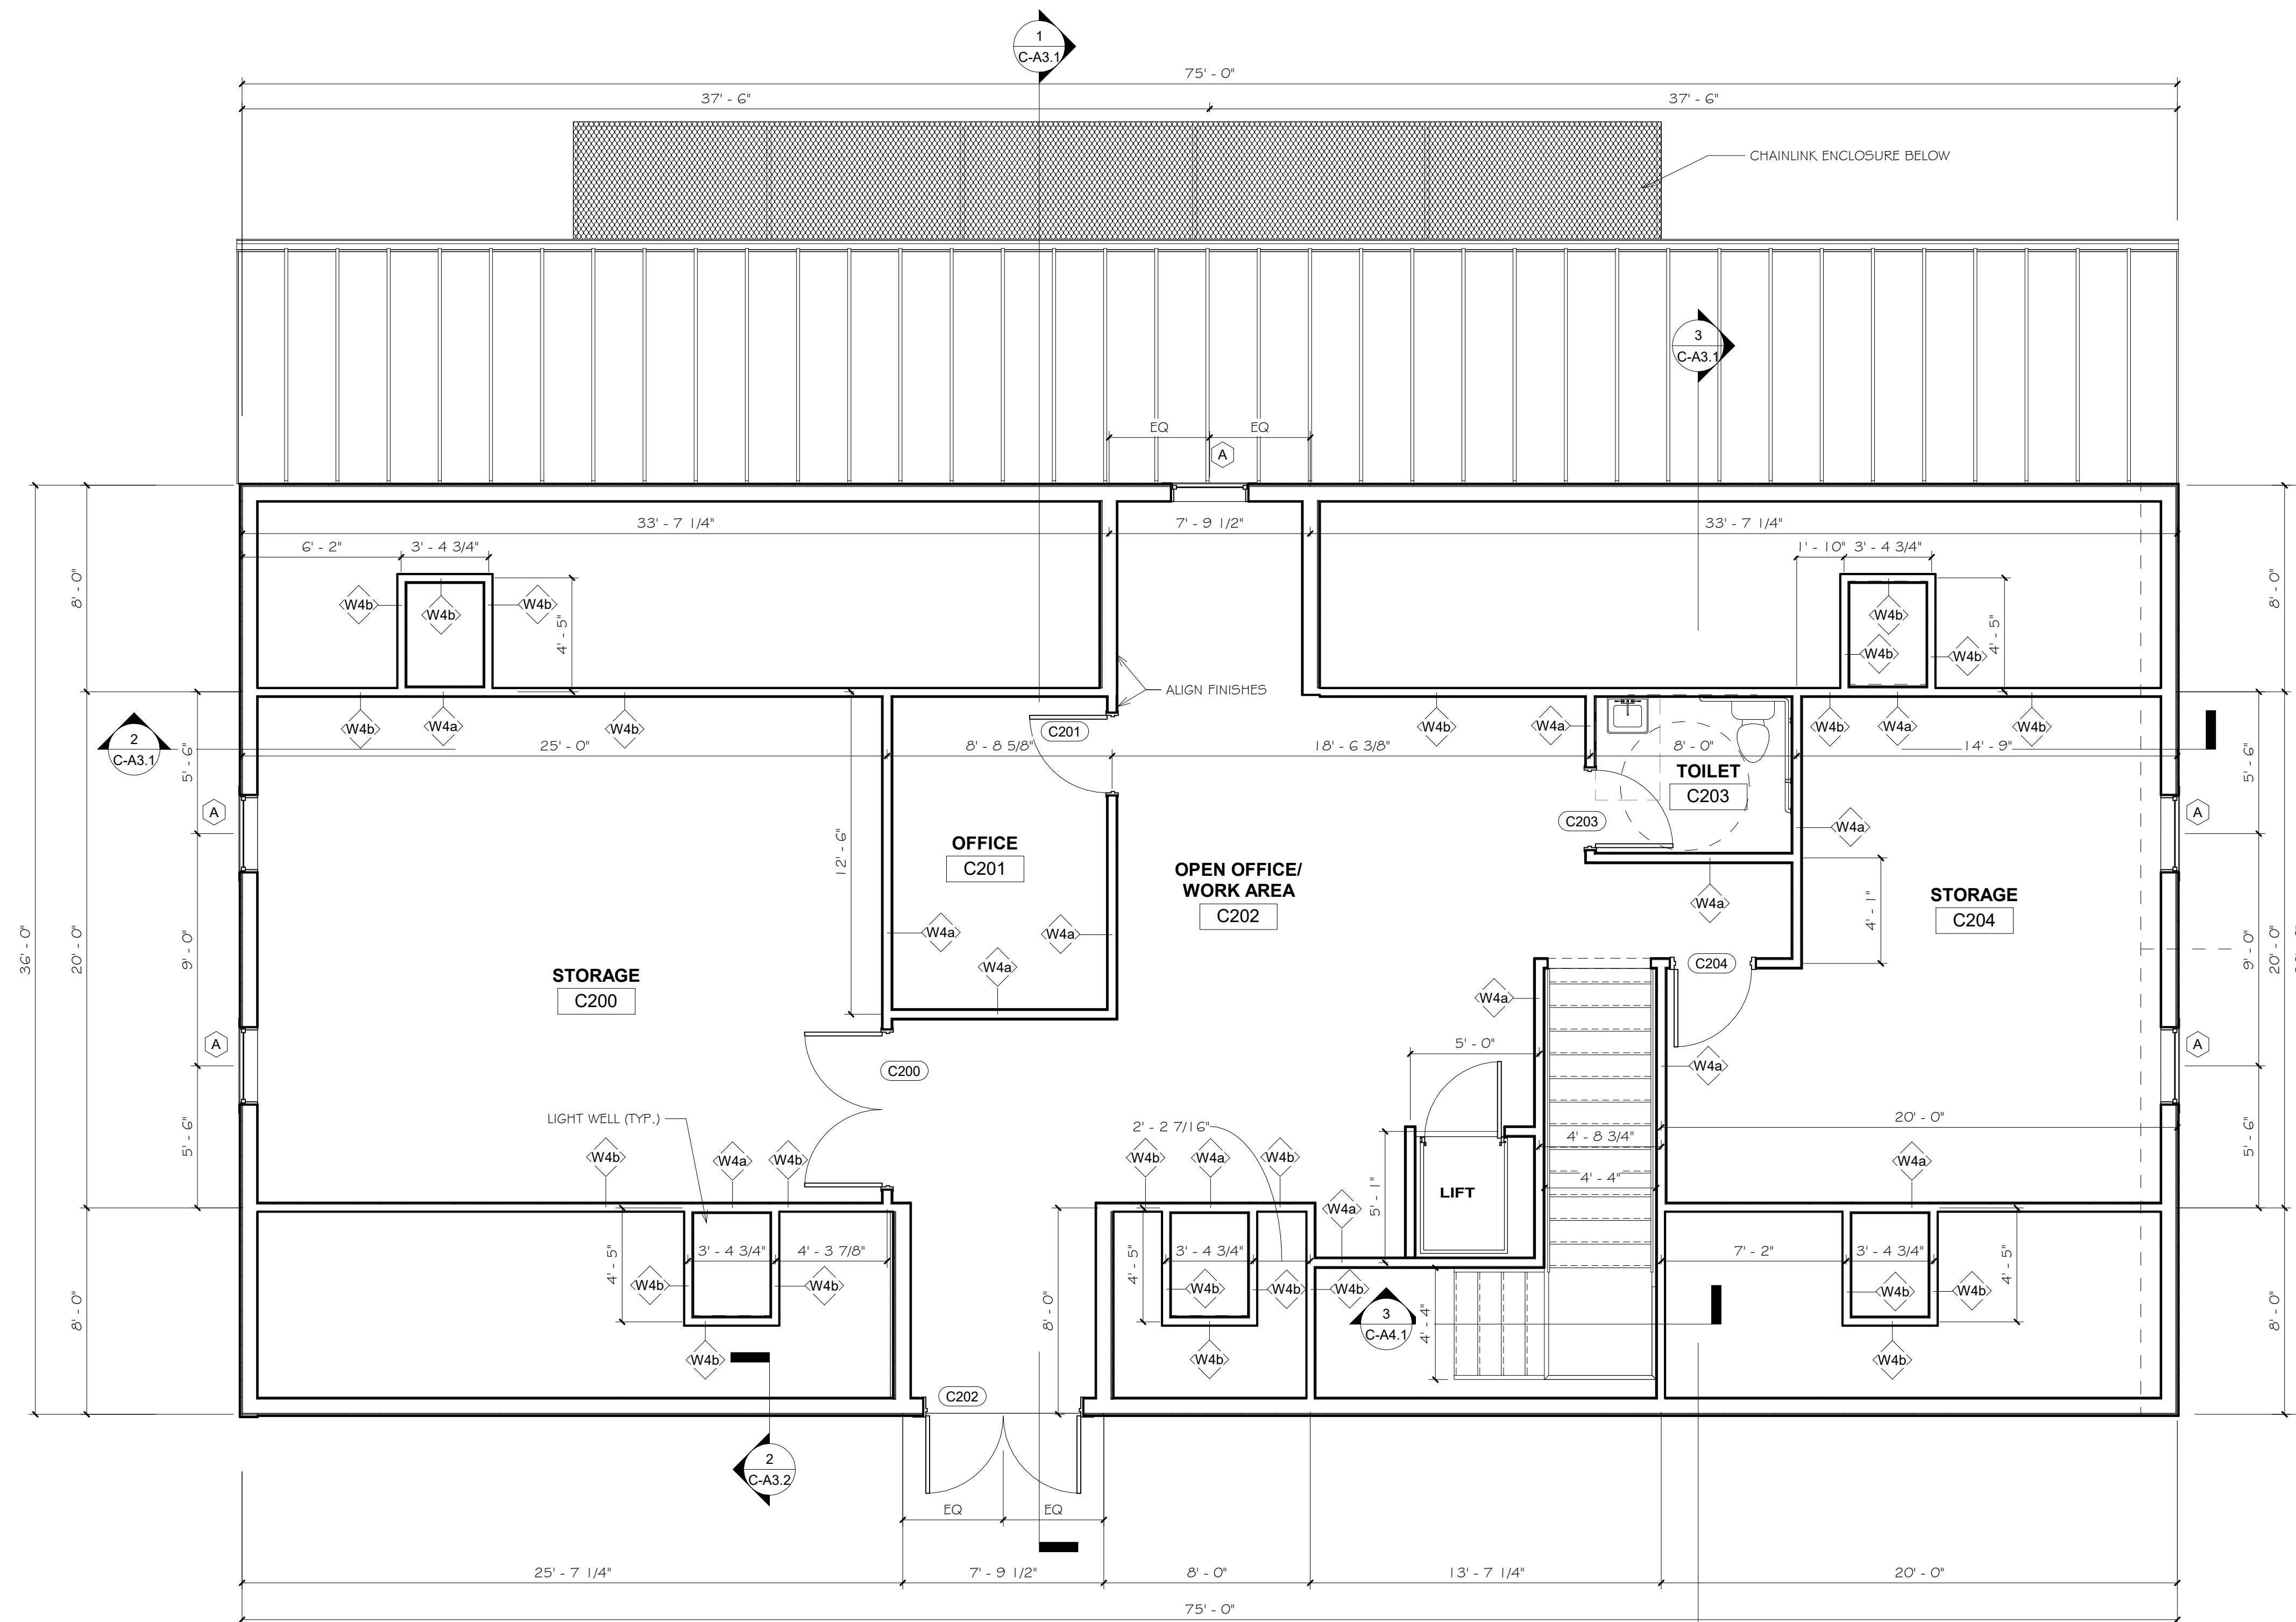 1
C-A3.1
75' - 0"
37' - 6"
37' - 6"
CHAINLINK ENCLOSURE BELOW
3
C-A3.1
EQ
EQ
A
33' - 7 1/4"
7' - 9 1/2"
33' - 7 1/4"
6' - 2"
3' - 4 3/4"
1' - 10"
3' - 4 3/4"
8' - 0"
8' - 0"
W4b
W4b
W4b
4' - 5"
W4b
W4b
W4b
4' - 5"
ALIGN FINISHES
W4b
W4a
W4b
W4b
W4a
W4b
W4a
W4b
2
C-A3.1
5' - 6"
25' - 0"
8' - 8 5/8"
C201
18' - 6 3/8"
8' - 0"
14' - 9"
5' - 6"
TOILET
C203
A
C203
A
W4a
12' - 6"
OFFICE
C201
OPEN OFFICE/
WORK AREA
C202
W4a
4' - 1"
STORAGE
C204
W4a
W4a
W4a
36' - 0"
20' - 0"
9' - 0"
9' - 0"
20' - 0"
STORAGE
C200
C204
W4a
A
C200
5' - 0"
W4a
A
LIGHT WELL (TYP.)
5' - 6"
2' - 2 7/16"
20' - 0"
5' - 6"
4' - 8 3/4"
W4b
W4a
W4b
W4b
W4a
W4b
W4a
4' - 4"
LIFT
5' - 1"
W4a
4' - 5"
3' - 4 3/4"
4' - 3 7/8"
4' - 5"
3' - 4 3/4"
7' - 2"
3' - 4 3/4"
4' - 5"
W4b
W4b
W4b
W4b
W4b
W4b
W4b
8' - 0"
8' - 0"
3
C-A4.1
4' - 4"
8' - 0"
W4b
W4b
W4b
C202
2
C-A3.2
EQ
EQ
25' - 7 1/4"
7' - 9 1/2"
8' - 0"
13' - 7 1/4"
20' - 0"
75' - 0"